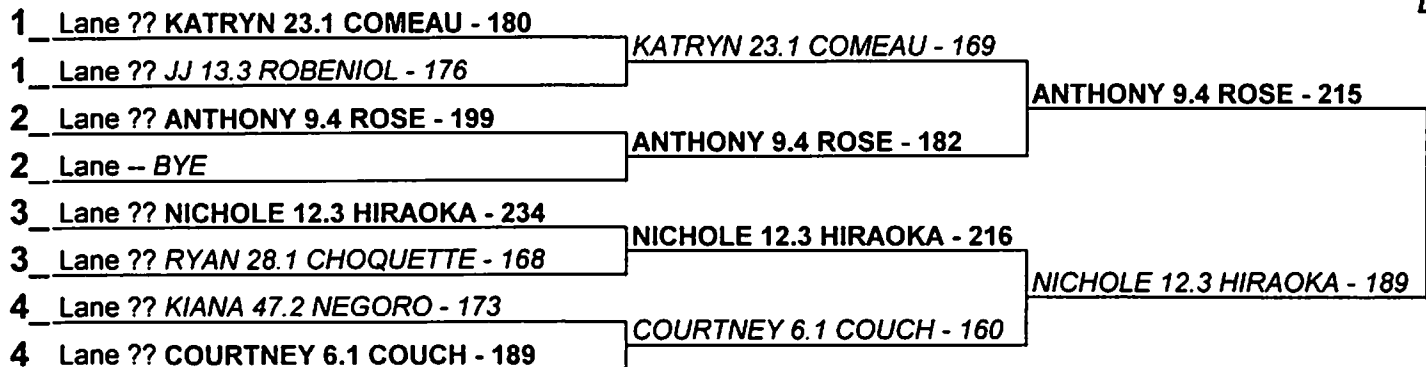 1_ Lane ?? KATRYN 23.1 COMEAU - 180
1_ Lane ?? JJ 13.3 ROBENIOL - 176
2_ Lane ?? ANTHONY 9.4 ROSE - 199
2_ Lane -- BYE
3_ Lane ?? NICHOLE 12.3 HIRAOKA - 234
3_ Lane ?? RYAN 28.1 CHOQUETTE - 168
4_ Lane ?? KIANA 47.2 NEGORO - 173
4 Lane ?? COURTNEY 6.1 COUCH - 189
KATRYN 23.1 COMEAU - 169
ANTHONY 9.4 ROSE - 182
NICHOLE 12.3 HIRAOKA - 216
COURTNEY 6.1 COUCH - 160
ANTHONY 9.4 ROSE - 215
NICHOLE 12.3 HIRAOKA - 189